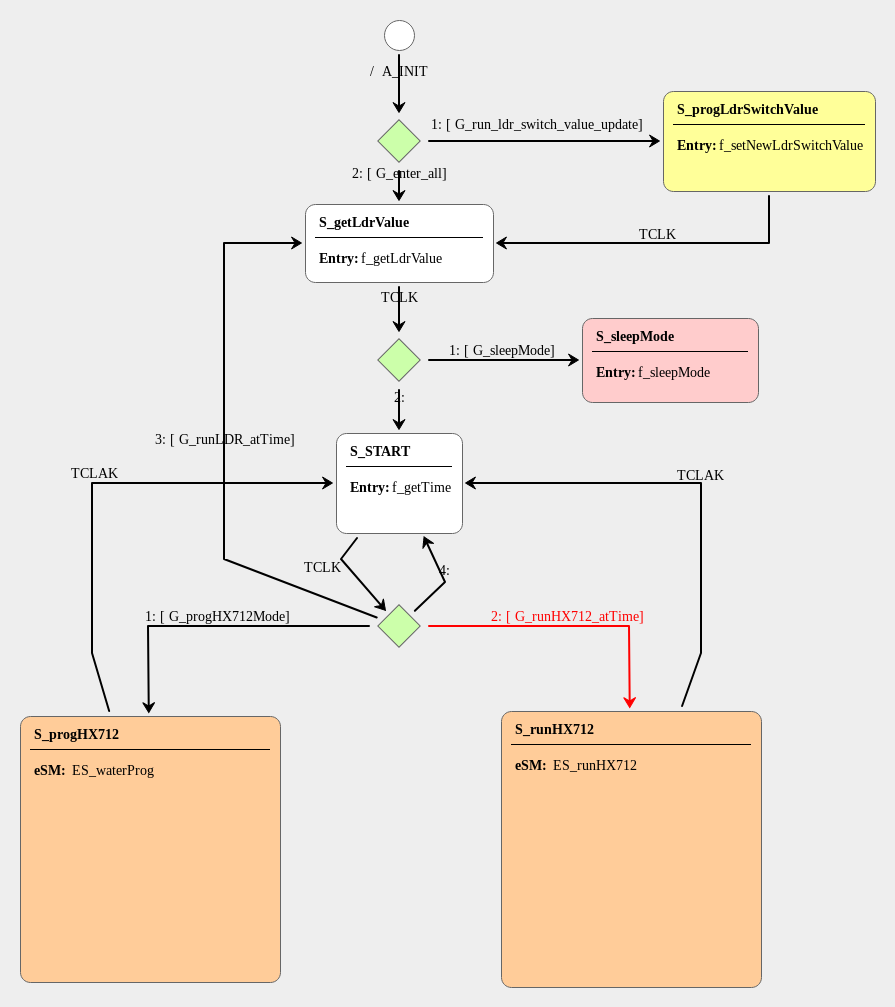 / A_INIT
1: [ G_run_ldr_switch_value_update]
S_progLdrSwitchValue
Entry: f_setNewLdrSwitchValue
2: [ G_enter_all]
S_getLdrValue
Entry: f_getLdrValue
TCLK
TCLK
1: [ G_sleepMode]
S_sleepMode
Entry: f_sleepMode
2:
3: [ G_runLDR_atTime]
S_START
Entry: f_getTime
TCLAK
TCLAK
TCLK
4:
1: [ G_progHX712Mode]
2: [ G_runHX712_atTime]
S_progHX712
eSM: ES_waterProg
S_runHX712
eSM: ES_runHX712